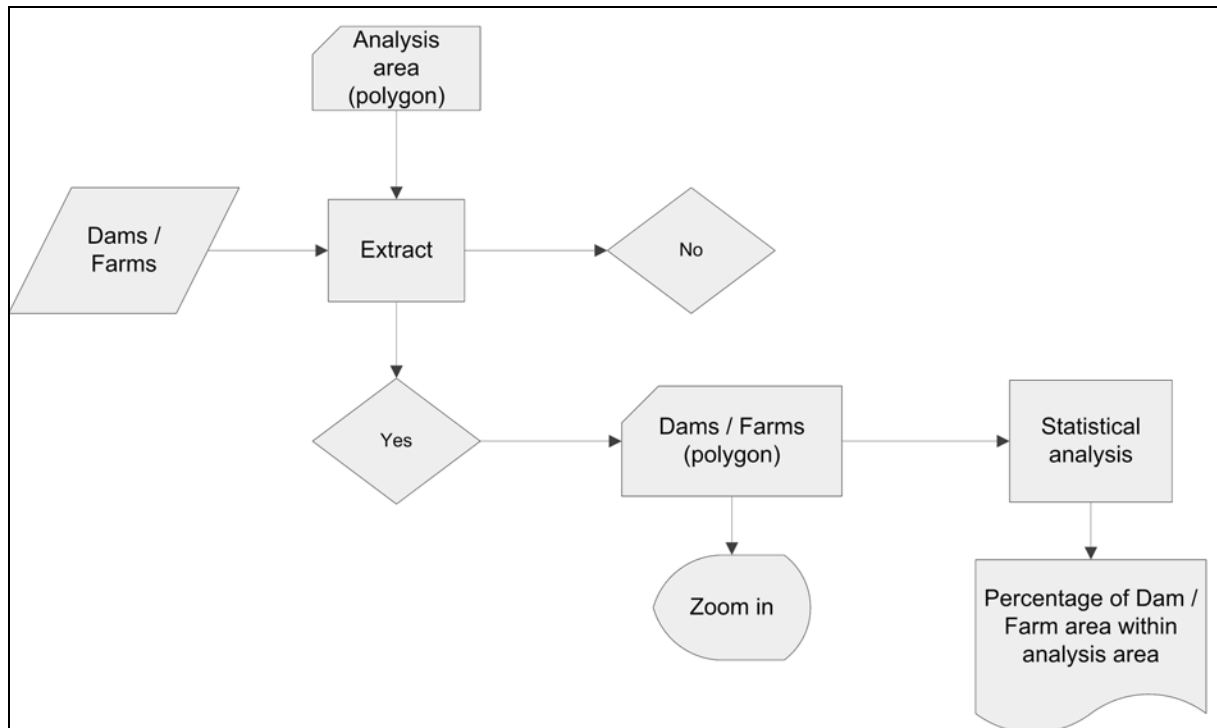 Analysis
area
(polygon)
Dams /
Farms
Extract
No
Yes
Dams / Farms
(polygon)
Statistical
analysis
Zoom in
Percentage of Dam /
Farm area within
analysis area